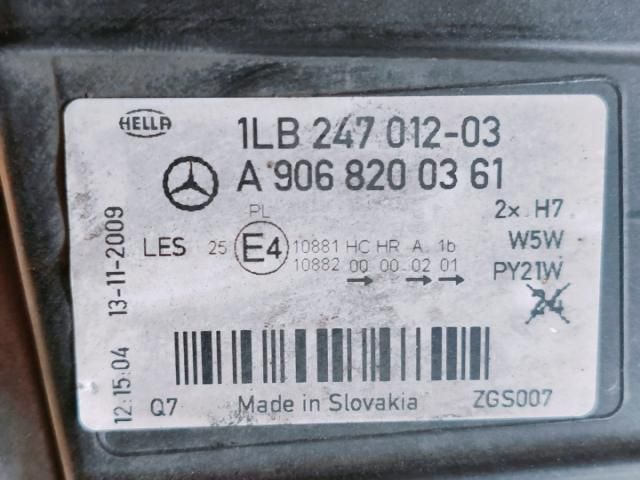 HELLA
1LB 247 012-03
A 906 820 03 61
PL
2x H7
LES 25 E4 10881 HC HR A 1b
W5W
10882 00 00 02 01
PY21W
24
12:15:04 13-11-2009
Q7 Made in Slovakia ZGS007